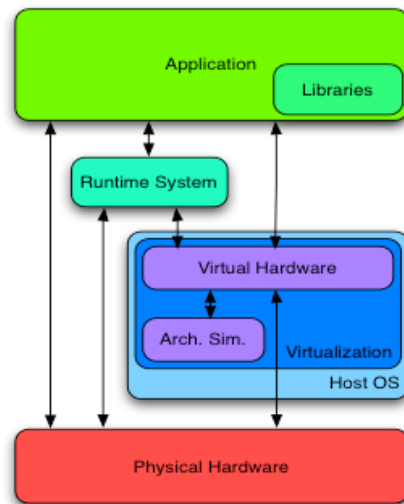 Application
Libraries
Runtime System
Virtual Hardware
Arch. Sim.
Virtualization
Host OS
Physical Hardware